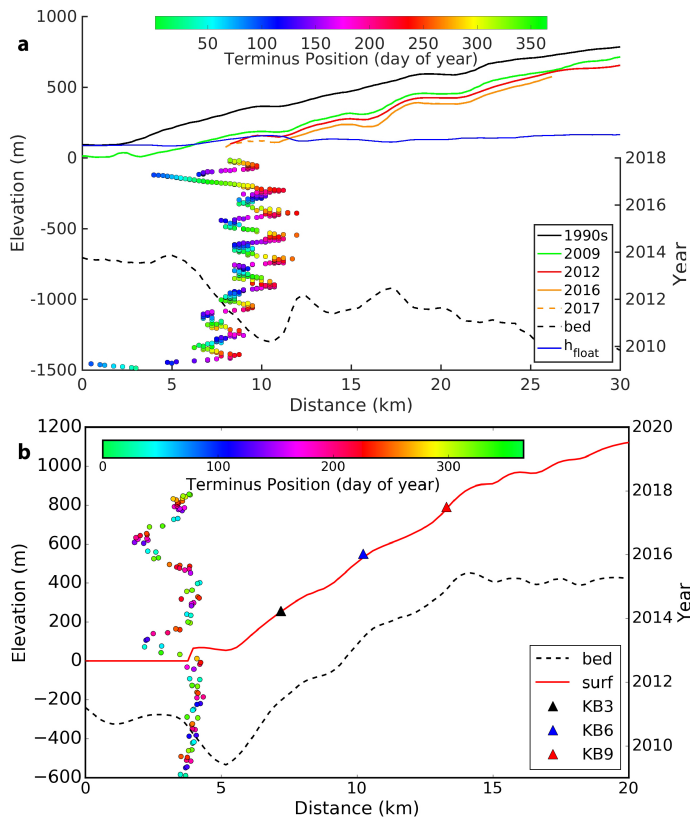 a
1000
500
0
−500
−1000
−1500
Elevation (m)
50 100 150 200 250 300 350
Terminus Position (day of year)
2018
2016
2014
2012
2010
Year
1990s
2009
2012
2016
2017
bed
h_float
0 5 10 15 20 25 30
Distance (km)
b
1200
1000
800
600
400
200
0
−200
−400
−600
Elevation (m)
0 100 200 300
Terminus Position (day of year)
2020
2018
2016
2014
2012
2010
Year
bed
surf
KB3
KB6
KB9
0 5 10 15 20
Distance (km)